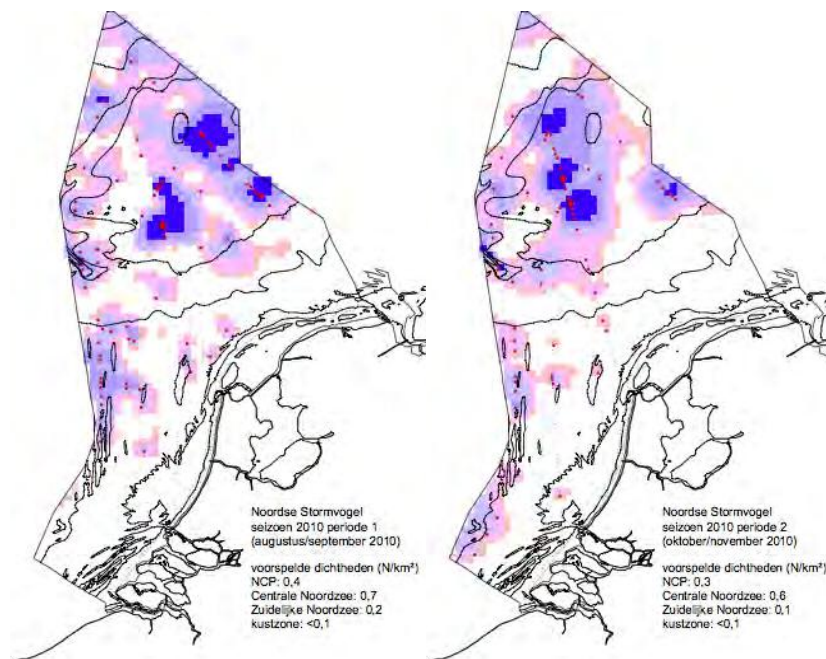 Noordse Stormvogel
seizoen 2010 periode 1
(augustus/september 2010)
voorspelde dichtheden (N/km²)
NCP: 0,4
Centrale Noordzee: 0,7
Zuidelijke Noordzee: 0,2
kustzone: <0,1
Noordse Stormvogel
seizoen 2010 periode 2
(oktober/november 2010)
voorspelde dichtheden (N/km²)
NCP: 0,3
Centrale Noordzee: 0,6
Zuidelijke Noordzee: 0,1
kustzone: <0,1